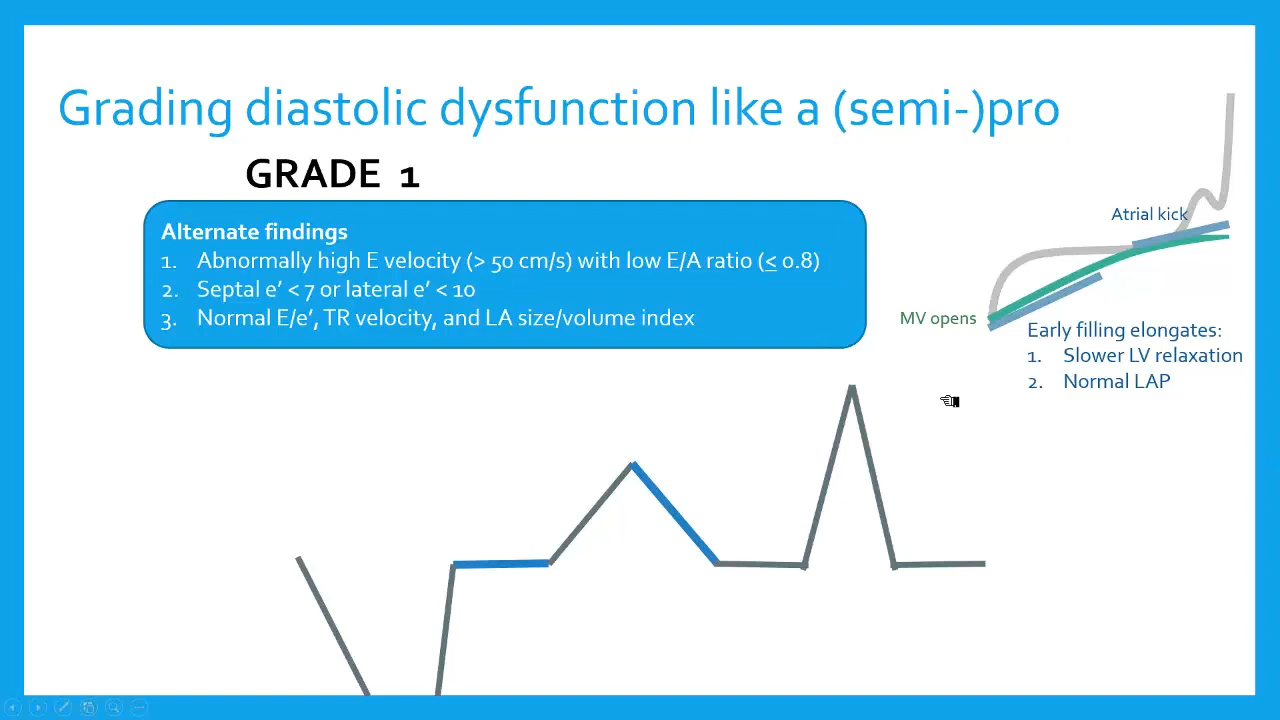 Grading diastolic dysfunction like a (semi-)pro
GRADE 1
Alternate findings
1. Abnormally high E velocity (> 50 cm/s) with low E/A ratio (≤ 0.8)
2. Septal e’ < 7 or lateral e’ < 10
3. Normal E/e’, TR velocity, and LA size/volume index
Atrial kick
MV opens
Early filling elongates:
1. Slower LV relaxation
2. Normal LAP